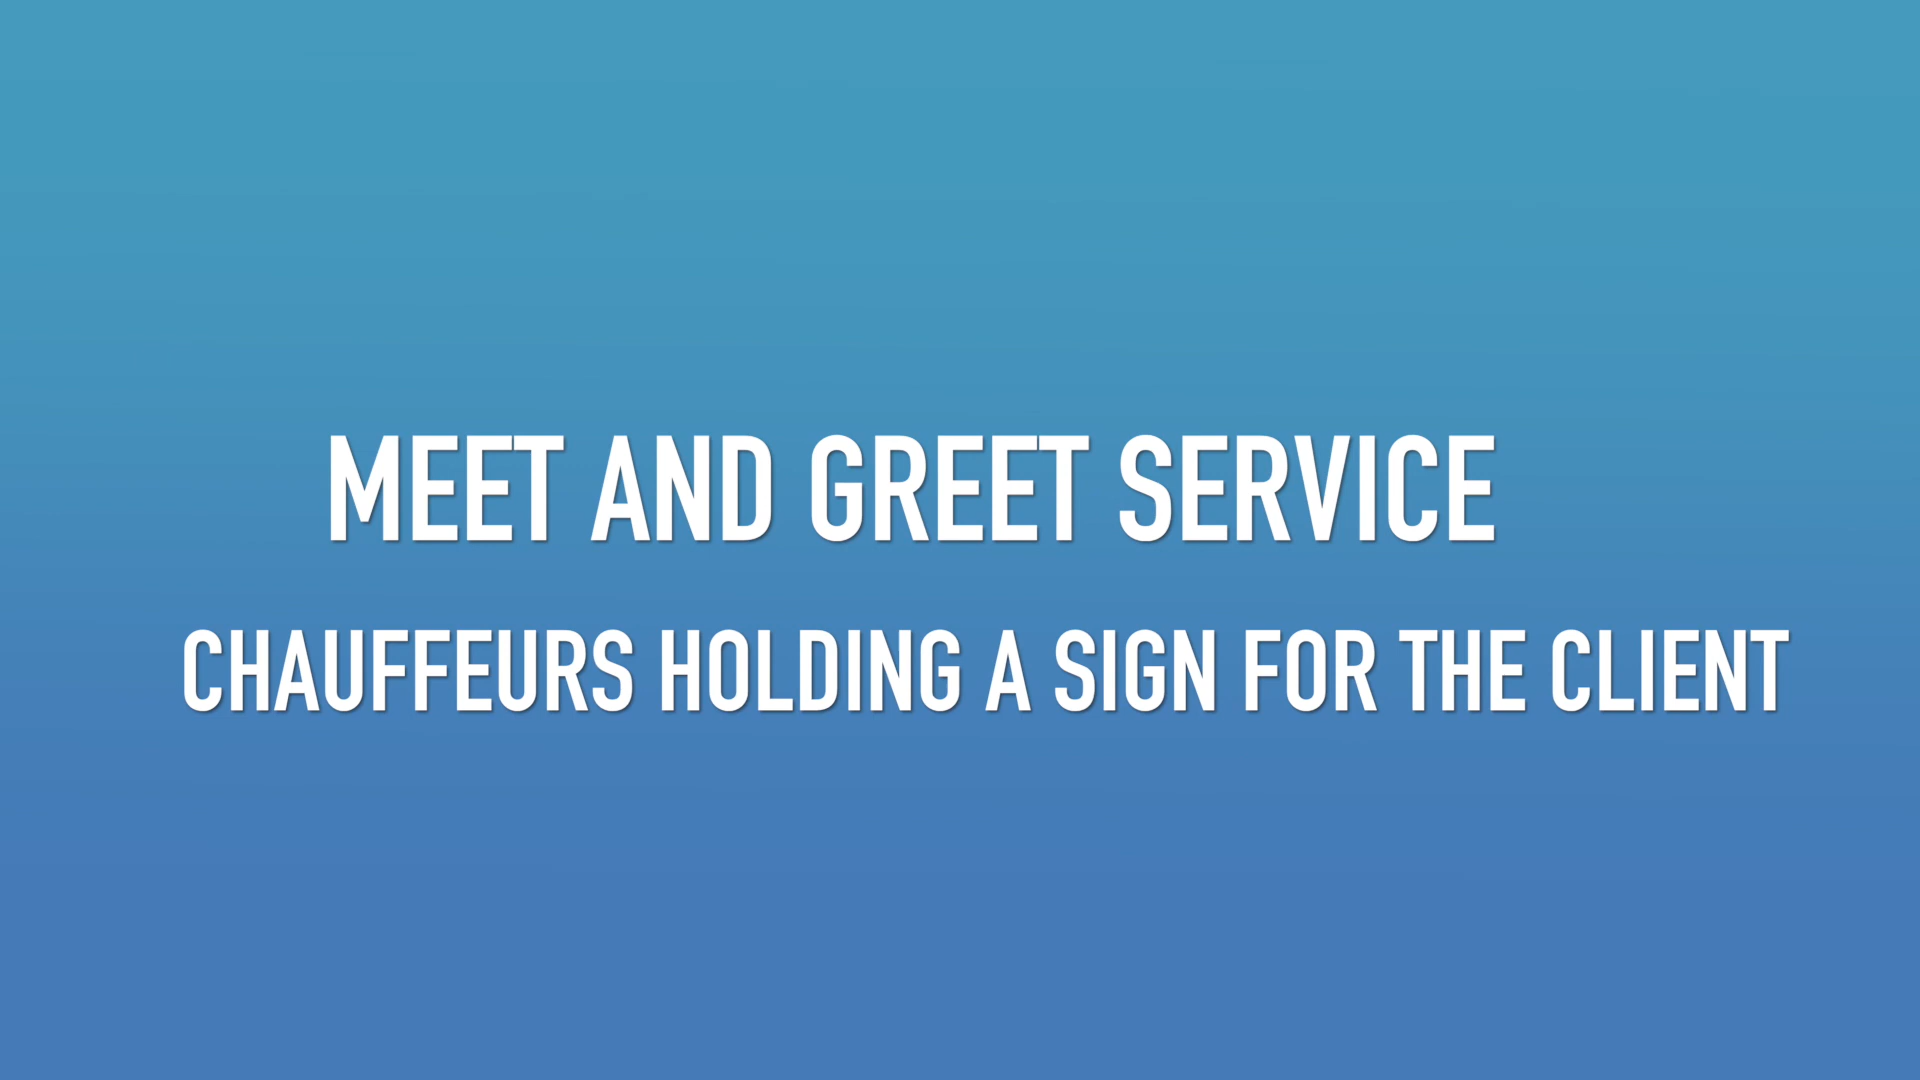 MEET AND GREET SERVICE
CHAUFFEURS HOLDING A SIGN FOR THE CLIENT